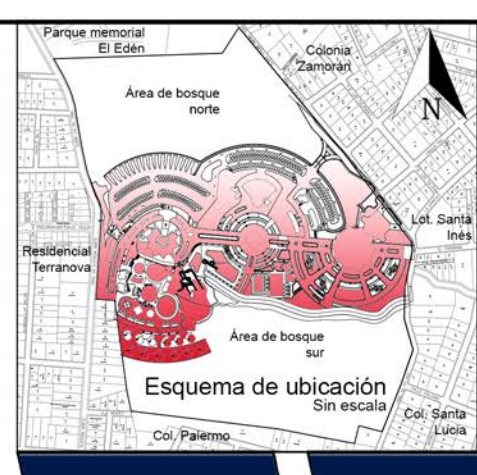 Parque memorial
El Edén
Colonia
Zamorán
Área de bosque
norte
N
Lot. Santa
Inés
Residencial
Terranova
Área de bosque
sur
Esquema de ubicación
Sin escala
Col. Santa
Lucia
Col. Palermo